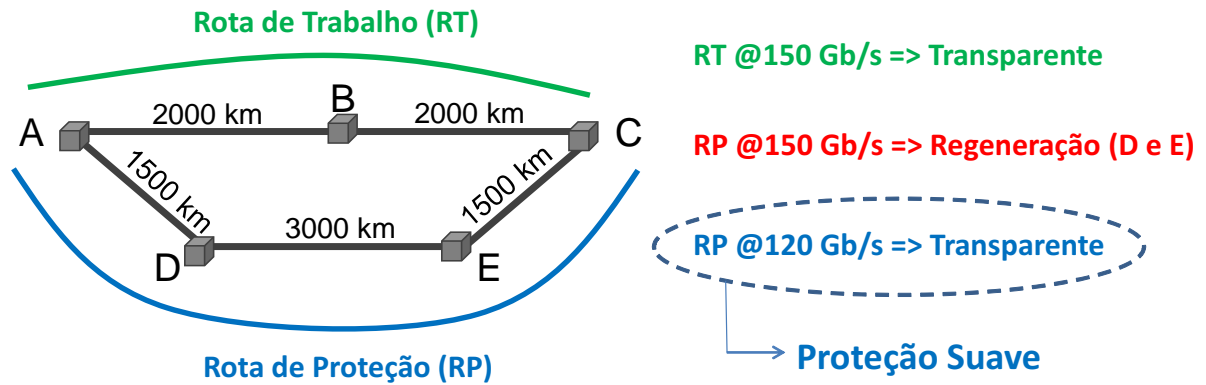 Rota de Trabalho (RT)
A
2000 km
B
2000 km
C
1500 km
1500 km
3000 km
D
E
Rota de Proteção (RP)
RT @150 Gb/s => Transparente
RP @150 Gb/s => Regeneração (D e E)
RP @120 Gb/s => Transparente
Proteção Suave